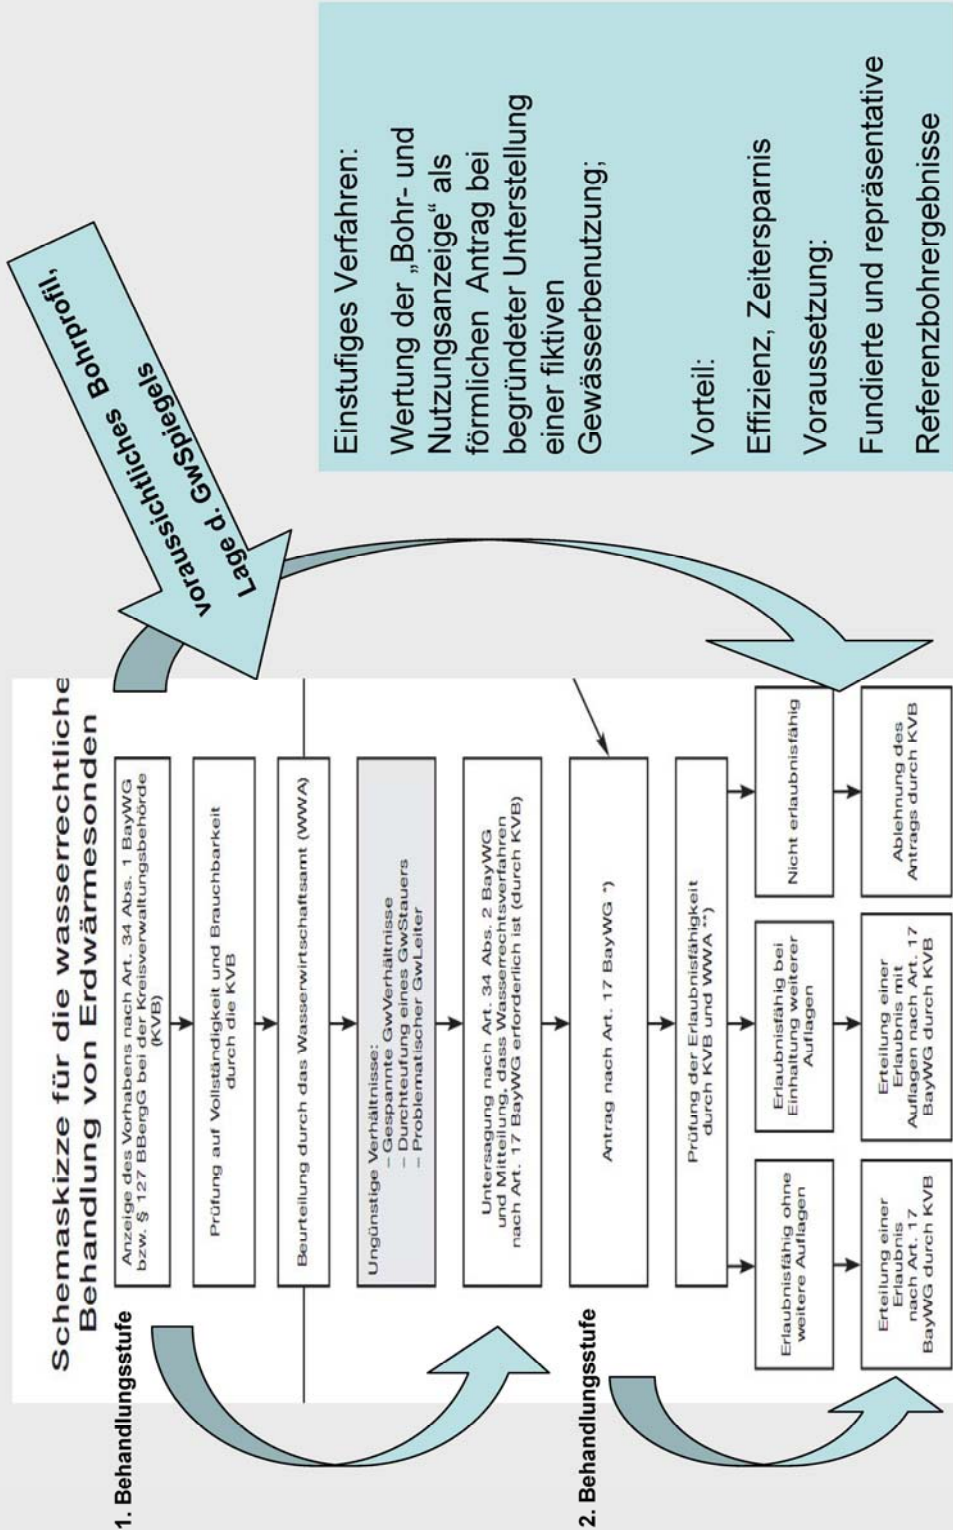 Schemaskizze für die wasserrechtliche
Behandlung von Erdwärmesonden
1. Behandlungsstufe
Anzeige des Vorhabens nach Art. 34 Abs. 1 BayWG
bzw. § 127 BBergG bei der Kreisverwaltungsbehörde
(KVB)
Prüfung auf Vollständigkeit und Brauchbarkeit
durch die KVB
Beurteilung durch das Wasserwirtschaftsamt (WWA)
Ungünstige Verhältnisse:
– Gespannte GwVerhältnisse
– Durchteufung eines GwStauers
– Problematischer GwLeiter
Untersagung nach Art. 34 Abs. 2 BayWG
und Mitteilung, dass Wasserrechtsverfahren
nach Art. 17 BayWG erforderlich ist (durch KVB)
2. Behandlungsstufe
Antrag nach Art. 17 BayWG *)
Prüfung der Erlaubnisfähigkeit
durch KVB und WWA **)
Erlaubnisfähig ohne
weitere Auflagen
Erlaubnisfähig bei
Einhaltung weiterer
Auflagen
Nicht erlaubnisfähig
Erteilung einer
Erlaubnis
nach Art. 17
BayWG durch KVB
Erteilung einer
Erlaubnis mit
Auflagen nach Art. 17
BayWG durch KVB
Ablehnung des
Antrags durch KVB
voraussichtliches Bohrprofil,
Lage d. GwSpiegels
Einstufiges Verfahren:
Wertung der „Bohr- und
Nutzungsanzeige“ als
förmlichen Antrag bei
begründeter Unterstellung
einer fiktiven
Gewässerbenutzung;
Vorteil:
Effizienz, Zeitersparnis
Voraussetzung:
Fundierte und repräsentative
Referenzbohrergebnisse